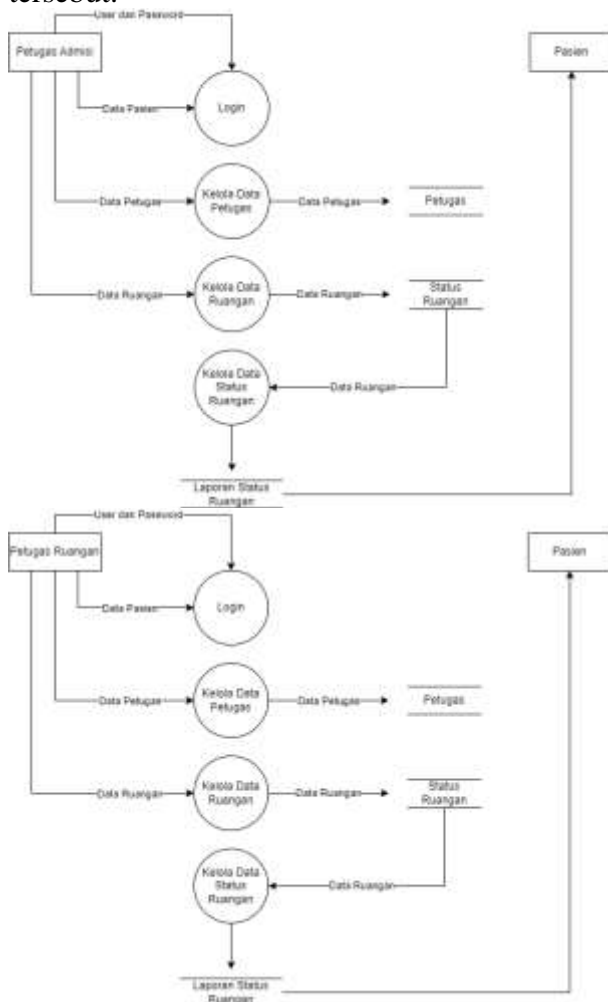 tersebut.
User dan Password
Petugas Admisi
Pasien
Data Pasien
Login
Data Petugas
Kelola Data
Petugas
Data Petugas
Petugas
Data Ruangan
Kelola Data
Ruangan
Data Ruangan
Status
Ruangan
Kelola Data
Status
Ruangan
Data Ruangan
Laporan Status
Ruangan
User dan Password
Petugas Ruangan
Pasien
Data Pasien
Login
Data Petugas
Kelola Data
Petugas
Data Petugas
Petugas
Data Ruangan
Kelola Data
Ruangan
Data Ruangan
Status
Ruangan
Kelola Data
Status
Ruangan
Data Ruangan
Laporan Status
Ruangan